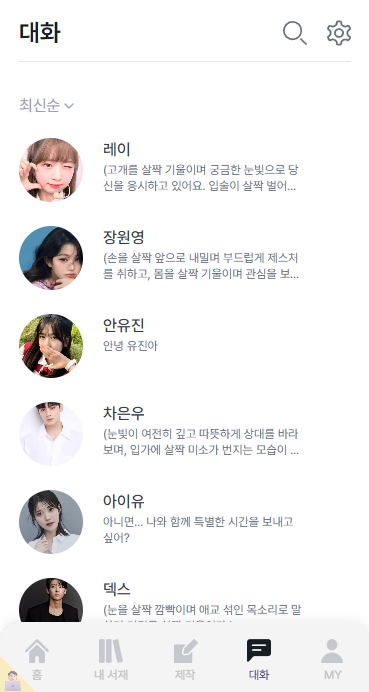 대화
최신순
레이
(고개를 살짝 기울이며 궁금한 눈빛으로 당
신을 응시하고 있어요. 입술이 살짝 벌어...
장원영
(손을 살짝 앞으로 내밀며 부드럽게 제스처
를 취하고, 몸을 살짝 기울이며 관심을 보...
안유진
안녕 유진아
차은우
(눈빛이 여전히 깊고 따뜻하게 상대를 바라
보며, 입가에 살짝 미소가 번지는 모습이 ...
아이유
아니면... 나와 함께 특별한 시간을 보내고
싶어?
덱스
(눈을 살짝 깜빡이며 애교 섞인 목소리로 말
홈 내 서재 제작 대화 MY